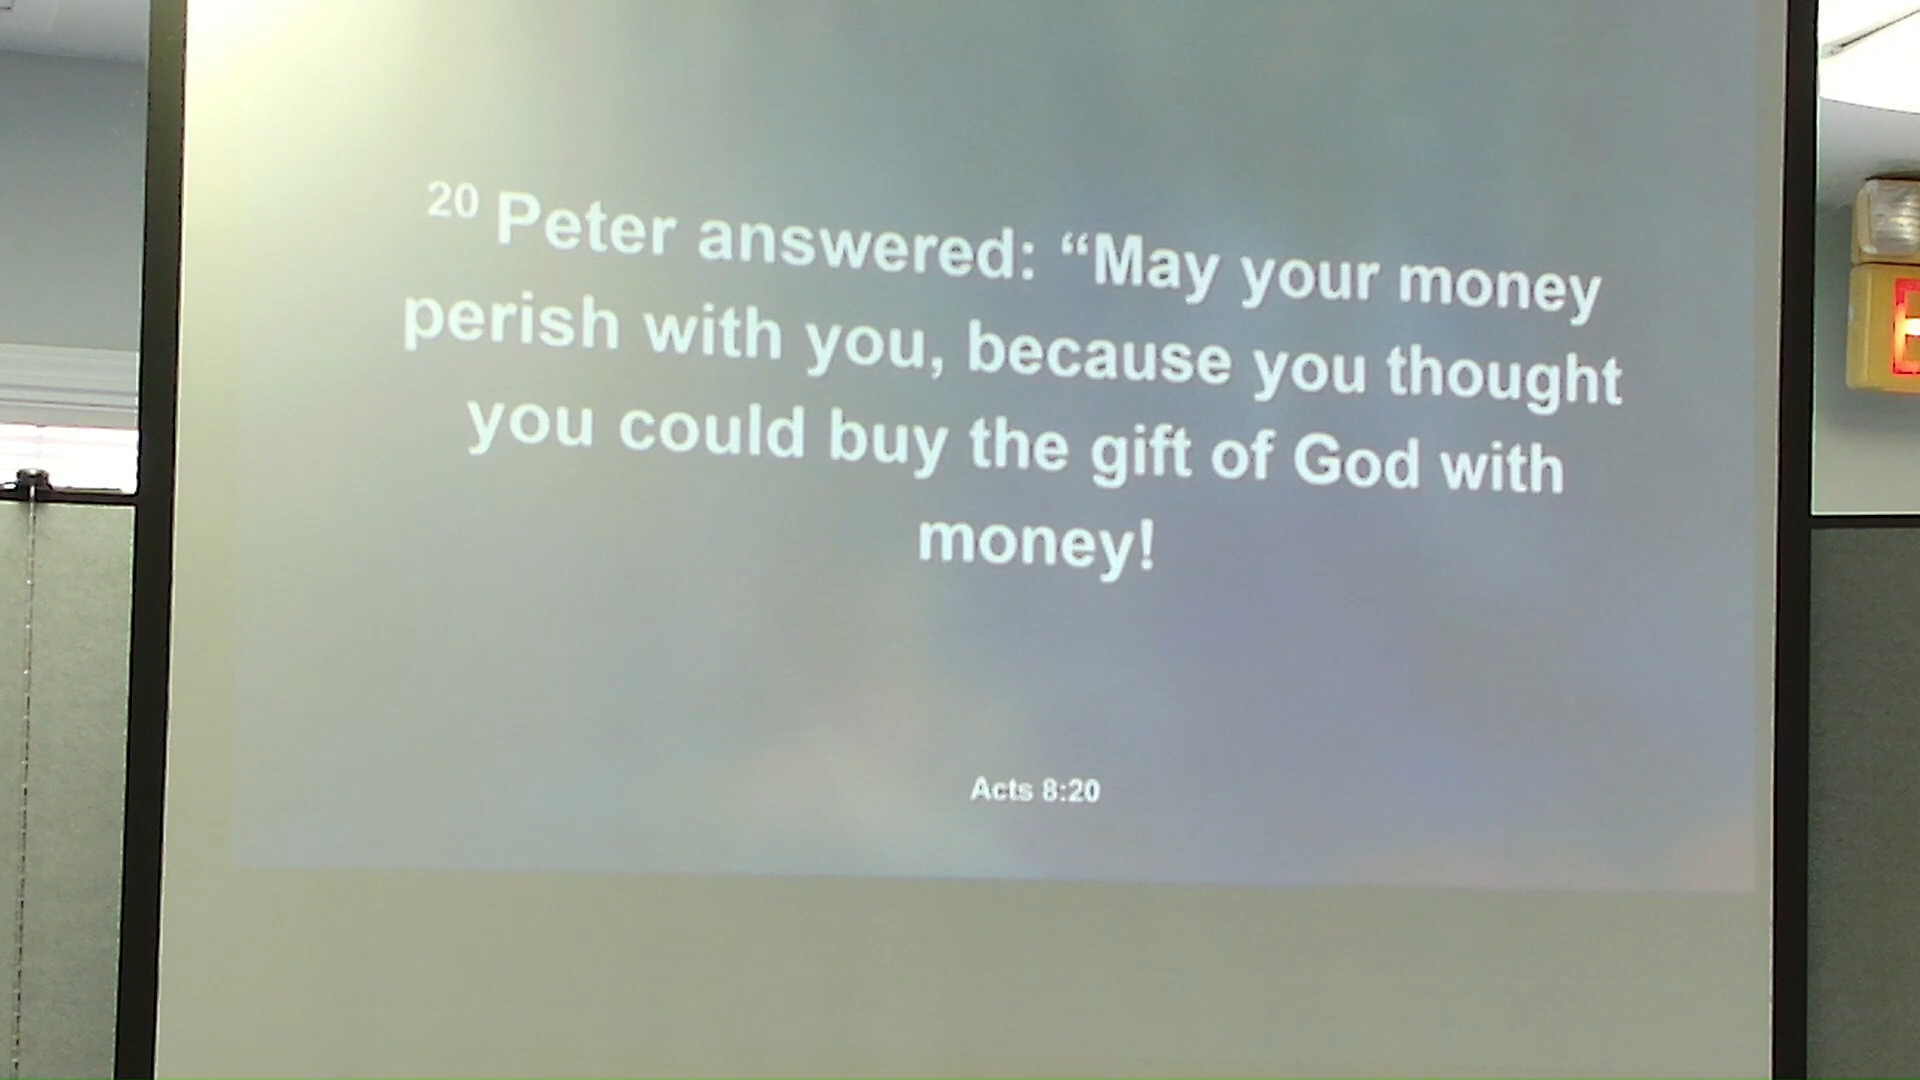 20 Peter answered: “May your money
perish with you, because you thought
you could buy the gift of God with
money!
Acts 8:20